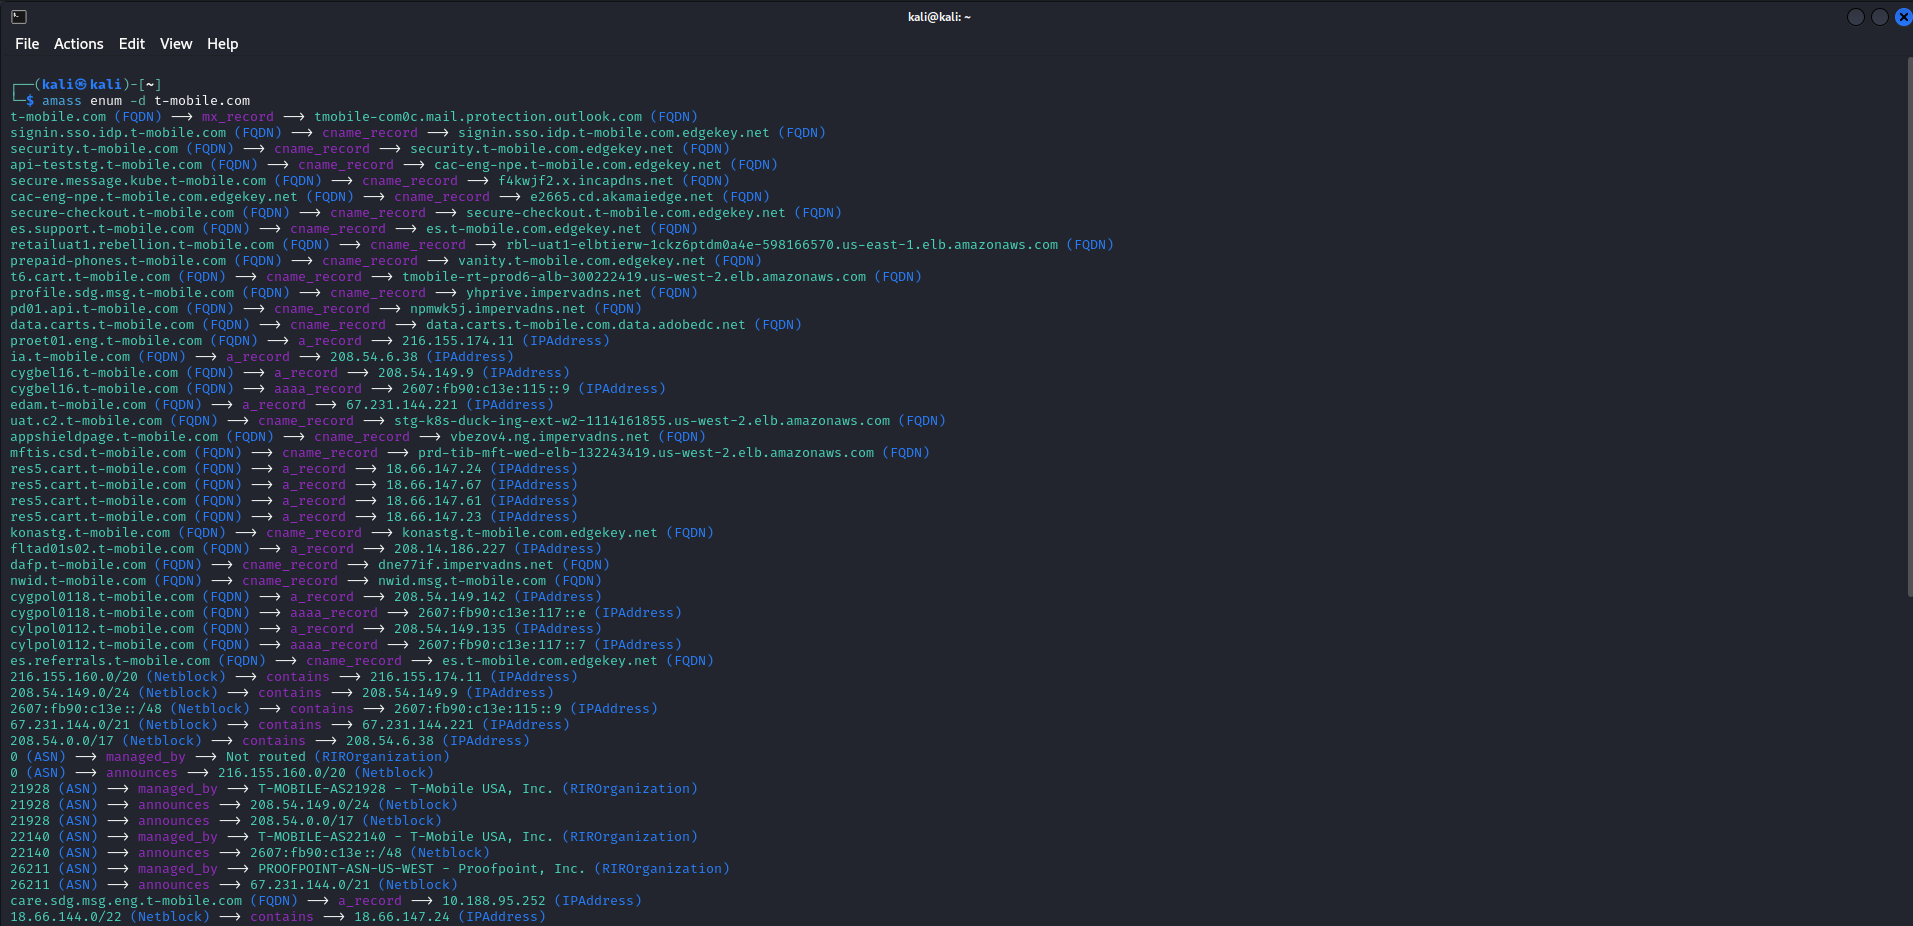 kali@kali: ~
File Actions Edit View Help
┌──(kali㉿kali)-[~]
└─$ amass enum -d t-mobile.com
t-mobile.com (FQDN) ⟶ mx_record ⟶ tmobile-com0c.mail.protection.outlook.com (FQDN)
signin.sso.idp.t-mobile.com (FQDN) ⟶ cname_record ⟶ signin.sso.idp.t-mobile.com.edgekey.net (FQDN)
security.t-mobile.com (FQDN) ⟶ cname_record ⟶ security.t-mobile.com.edgekey.net (FQDN)
api-teststg.t-mobile.com (FQDN) ⟶ cname_record ⟶ cac-eng-npe.t-mobile.com.edgekey.net (FQDN)
secure.message.kube.t-mobile.com (FQDN) ⟶ cname_record ⟶ f4kwjf2.x.incapdns.net (FQDN)
cac-eng-npe.t-mobile.com.edgekey.net (FQDN) ⟶ cname_record ⟶ e2665.cd.akamaiedge.net (FQDN)
secure-checkout.t-mobile.com (FQDN) ⟶ cname_record ⟶ secure-checkout.t-mobile.com.edgekey.net (FQDN)
es.support.t-mobile.com (FQDN) ⟶ cname_record ⟶ es.t-mobile.com.edgekey.net (FQDN)
retailuat1.rebellion.t-mobile.com (FQDN) ⟶ cname_record ⟶ rbl-uat1-elbtierw-1ckz6ptdm0a4e-598166570.us-east-1.elb.amazonaws.com (FQDN)
prepaid-phones.t-mobile.com (FQDN) ⟶ cname_record ⟶ vanity.t-mobile.com.edgekey.net (FQDN)
t6.cart.t-mobile.com (FQDN) ⟶ cname_record ⟶ tmobile-rt-prod6-alb-300222419.us-west-2.elb.amazonaws.com (FQDN)
profile.sdg.msg.t-mobile.com (FQDN) ⟶ cname_record ⟶ yhprive.impervadns.net (FQDN)
pd01.api.t-mobile.com (FQDN) ⟶ cname_record ⟶ npmwk5j.impervadns.net (FQDN)
data.carts.t-mobile.com (FQDN) ⟶ cname_record ⟶ data.carts.t-mobile.com.data.adobedc.net (FQDN)
proet01.eng.t-mobile.com (FQDN) ⟶ a_record ⟶ 216.155.174.11 (IPAddress)
ia.t-mobile.com (FQDN) ⟶ a_record ⟶ 208.54.6.38 (IPAddress)
cygbel16.t-mobile.com (FQDN) ⟶ a_record ⟶ 208.54.149.9 (IPAddress)
cygbel16.t-mobile.com (FQDN) ⟶ aaaa_record ⟶ 2607:fb90:c13e:115::9 (IPAddress)
edam.t-mobile.com (FQDN) ⟶ a_record ⟶ 67.231.144.221 (IPAddress)
uat.c2.t-mobile.com (FQDN) ⟶ cname_record ⟶ stg-k8s-duck-ing-ext-w2-1114161855.us-west-2.elb.amazonaws.com (FQDN)
appshieldpage.t-mobile.com (FQDN) ⟶ cname_record ⟶ vbezov4.ng.impervadns.net (FQDN)
mftis.csd.t-mobile.com (FQDN) ⟶ cname_record ⟶ prd-tib-mft-wed-elb-132243419.us-west-2.elb.amazonaws.com (FQDN)
res5.cart.t-mobile.com (FQDN) ⟶ a_record ⟶ 18.66.147.24 (IPAddress)
res5.cart.t-mobile.com (FQDN) ⟶ a_record ⟶ 18.66.147.67 (IPAddress)
res5.cart.t-mobile.com (FQDN) ⟶ a_record ⟶ 18.66.147.61 (IPAddress)
res5.cart.t-mobile.com (FQDN) ⟶ a_record ⟶ 18.66.147.23 (IPAddress)
konastg.t-mobile.com (FQDN) ⟶ cname_record ⟶ konastg.t-mobile.com.edgekey.net (FQDN)
fltad01s02.t-mobile.com (FQDN) ⟶ a_record ⟶ 208.14.186.227 (IPAddress)
dafp.t-mobile.com (FQDN) ⟶ cname_record ⟶ dne77if.impervadns.net (FQDN)
nwid.t-mobile.com (FQDN) ⟶ cname_record ⟶ nwid.msg.t-mobile.com (FQDN)
cygpol0118.t-mobile.com (FQDN) ⟶ a_record ⟶ 208.54.149.142 (IPAddress)
cygpol0118.t-mobile.com (FQDN) ⟶ aaaa_record ⟶ 2607:fb90:c13e:117::e (IPAddress)
cylpol0112.t-mobile.com (FQDN) ⟶ a_record ⟶ 208.54.149.135 (IPAddress)
cylpol0112.t-mobile.com (FQDN) ⟶ aaaa_record ⟶ 2607:fb90:c13e:117::7 (IPAddress)
es.referrals.t-mobile.com (FQDN) ⟶ cname_record ⟶ es.t-mobile.com.edgekey.net (FQDN)
216.155.160.0/20 (Netblock) ⟶ contains ⟶ 216.155.174.11 (IPAddress)
208.54.149.0/24 (Netblock) ⟶ contains ⟶ 208.54.149.9 (IPAddress)
2607:fb90:c13e::/48 (Netblock) ⟶ contains ⟶ 2607:fb90:c13e:115::9 (IPAddress)
67.231.144.0/21 (Netblock) ⟶ contains ⟶ 67.231.144.221 (IPAddress)
208.54.0.0/17 (Netblock) ⟶ contains ⟶ 208.54.6.38 (IPAddress)
0 (ASN) ⟶ managed_by ⟶ Not routed (RIROrganization)
0 (ASN) ⟶ announces ⟶ 216.155.160.0/20 (Netblock)
21928 (ASN) ⟶ managed_by ⟶ T-MOBILE-AS21928 - T-Mobile USA, Inc. (RIROrganization)
21928 (ASN) ⟶ announces ⟶ 208.54.149.0/24 (Netblock)
21928 (ASN) ⟶ announces ⟶ 208.54.0.0/17 (Netblock)
22140 (ASN) ⟶ managed_by ⟶ T-MOBILE-AS22140 - T-Mobile USA, Inc. (RIROrganization)
22140 (ASN) ⟶ announces ⟶ 2607:fb90:c13e::/48 (Netblock)
26211 (ASN) ⟶ managed_by ⟶ PROOFPOINT-ASN-US-WEST - Proofpoint, Inc. (RIROrganization)
26211 (ASN) ⟶ announces ⟶ 67.231.144.0/21 (Netblock)
care.sdg.msg.eng.t-mobile.com (FQDN) ⟶ a_record ⟶ 10.188.95.252 (IPAddress)
18.66.144.0/22 (Netblock) ⟶ contains ⟶ 18.66.147.24 (IPAddress)